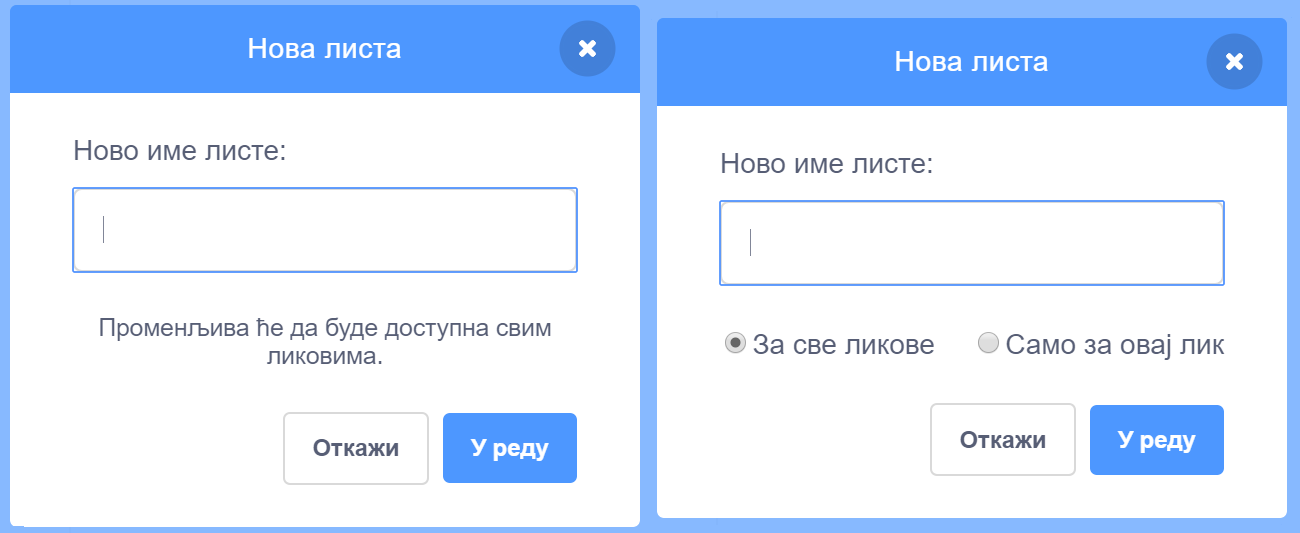 Нова листа
Ново име листе:
Променљива ће да буде доступна свим
ликовима.
Откажи
У реду
Нова листа
Ново име листе:
За све ликове
Само за овај лик
Откажи
У реду